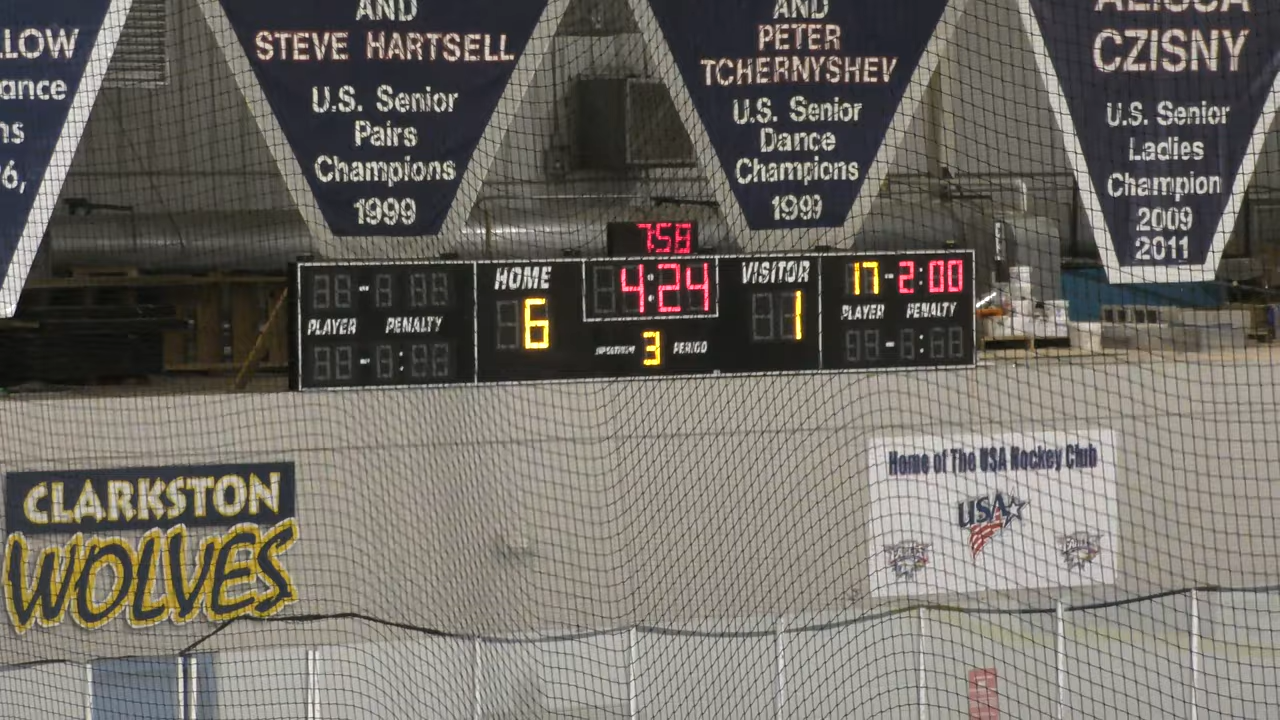 LLOW
ance
ns
6,
AND
STEVE HARTSELL
U.S. Senior
Pairs
Champions
1999
AND
PETER
TCHERNYSHEV
U.S. Senior
Dance
Champions
1999
ALISSA
CZISNY
U.S. Senior
Ladies
Champion
2009
2011
7:58
HOME
4:24
VISITOR
17-2:00
PLAYER PENALTY
6
1
PLAYER PENALTY
3 PERIOD
CLARKSTON
WOLVES
Home of The USA Hockey Club
USA